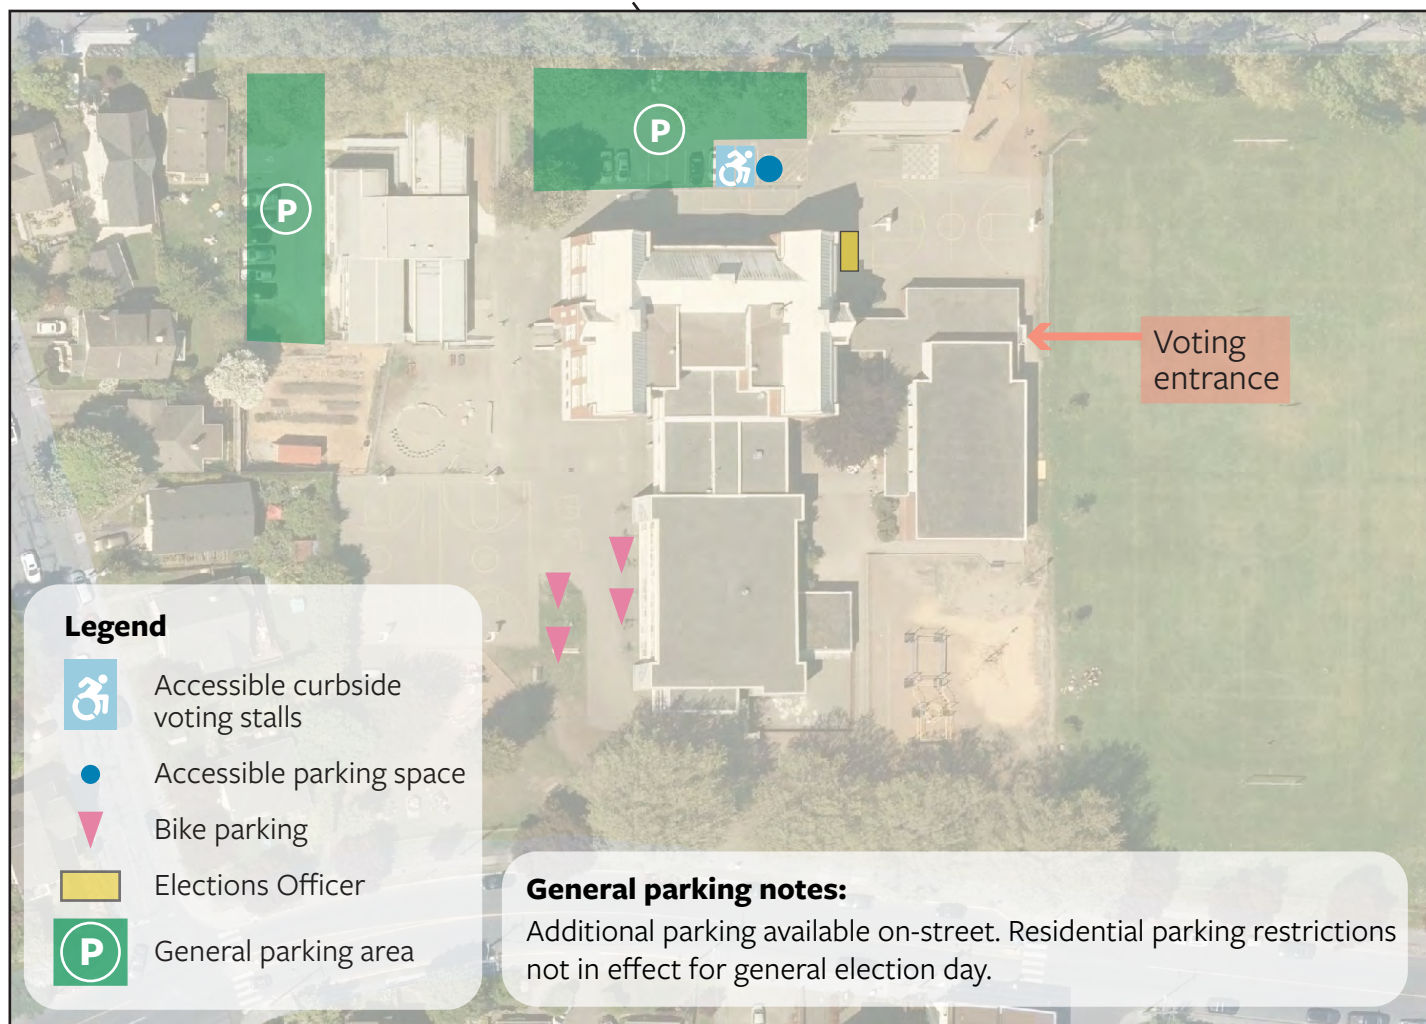 P
P
Voting
entrance
Legend
Accessible curbside
voting stalls
Accessible parking space
Bike parking
Elections Officer
P
General parking area
General parking notes:
Additional parking available on-street. Residential parking restrictions
not in effect for general election day.